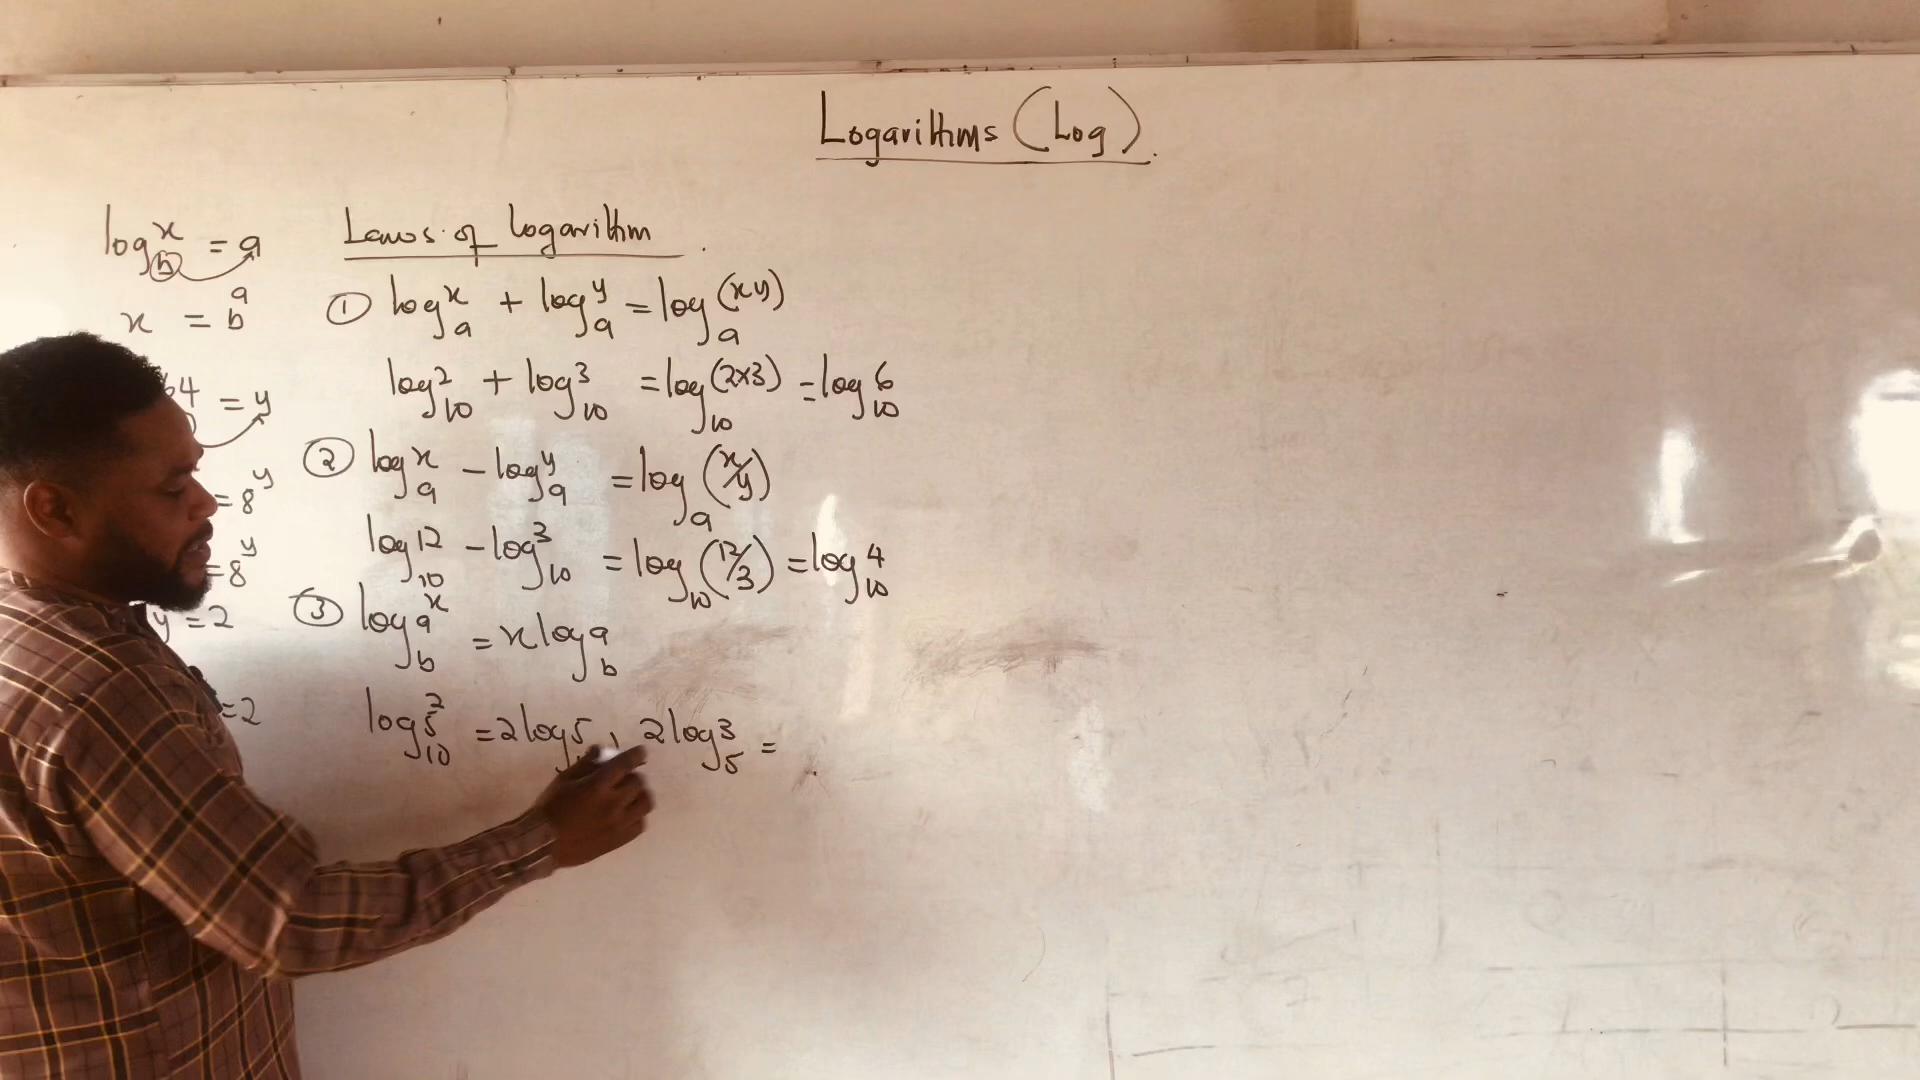 Logarithms (Log).
log_b x = a
x = b^a
64 = y
= 8^y
= 8^y
y = 2
= 2
Laws of logarithm
① log_a x + log_a y = log_a (xy)
log_10 2 + log_10 3 = log_10 (2×3) = log_10 6
② log_a x - log_a y = log_a (x/y)
log_10 12 - log_10 3 = log_10 (12/3) = log_10 4
③ log_b a^x = x log_b a
log_10 5^2 = 2 log 5, 2 log_5 3 =